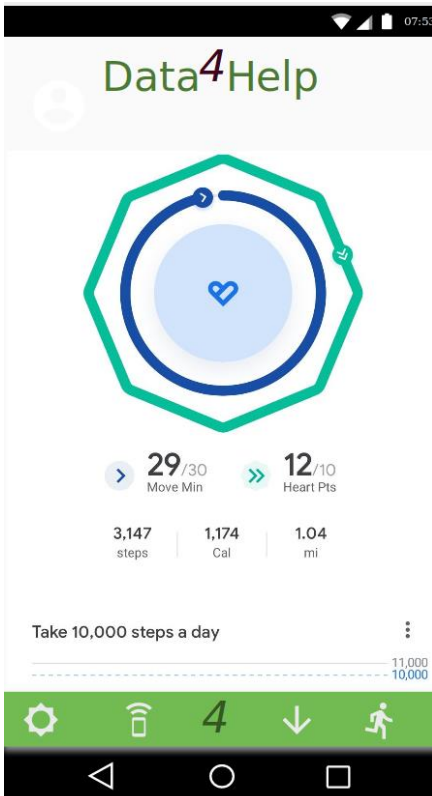 07:53
Data4Help
29/30 12/10
Move Min Heart Pts
3,147 1,174 1.04
steps Cal mi
Take 10,000 steps a day
11,000
10,000
4